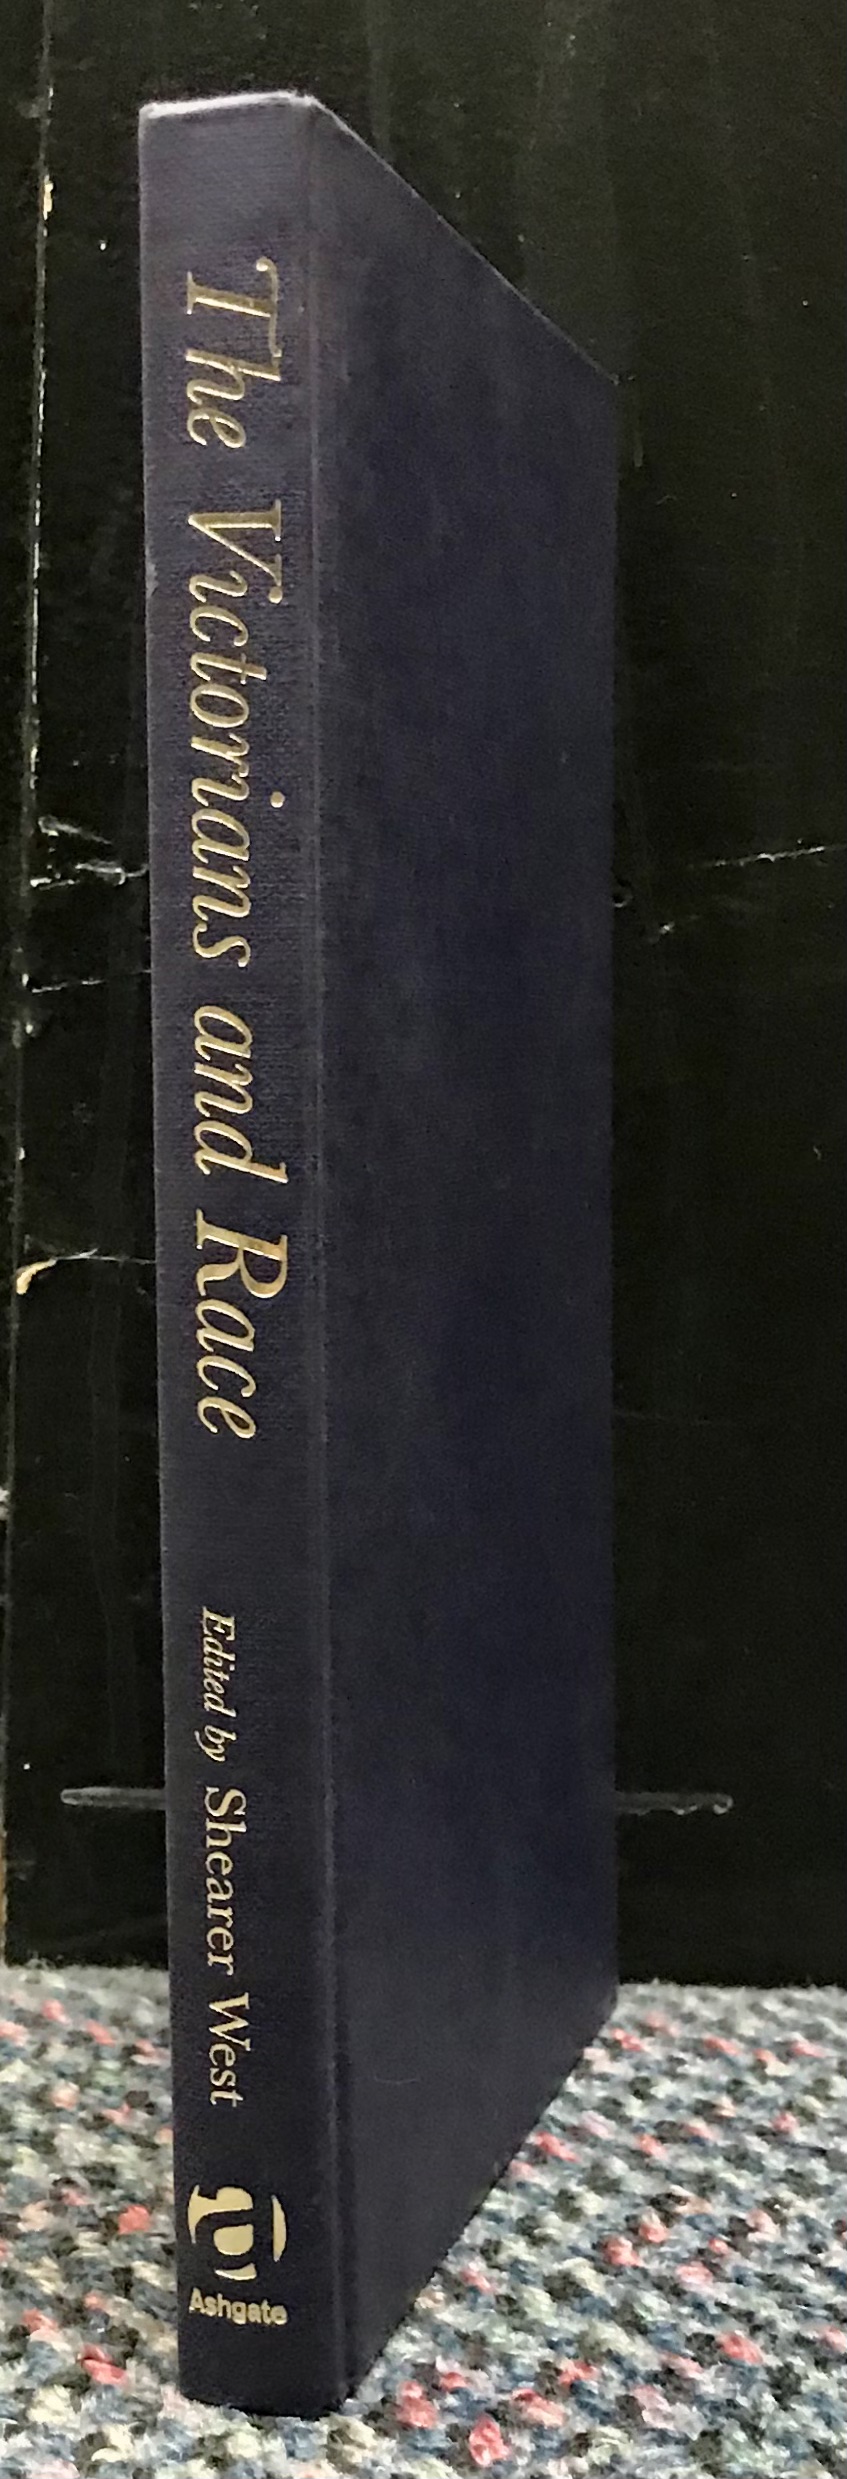 The Victorians and Race
Edited by Shearer West
Ashgate